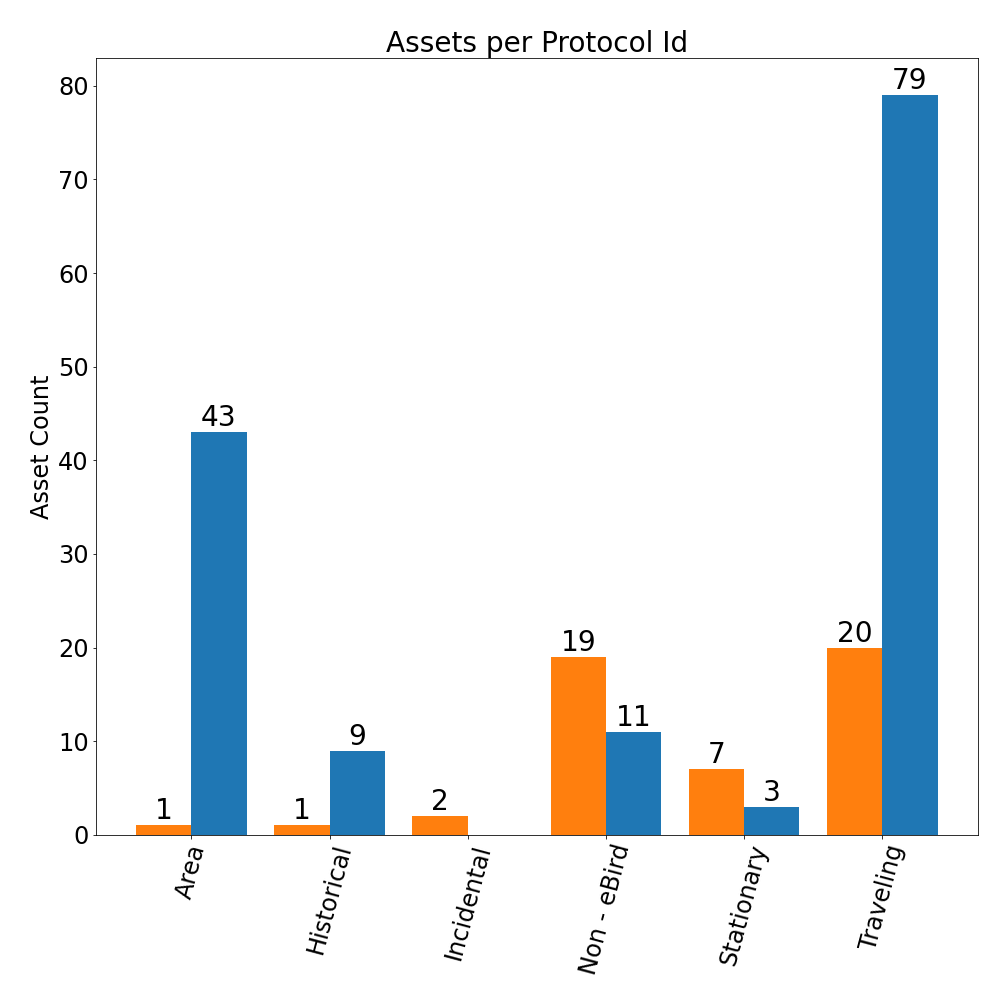 Assets per Protocol Id
Asset Count
80
70
60
50
40
30
20
10
0
1
43
1
9
2
19
11
7
3
20
79
Area
Historical
Incidental
Non - eBird
Stationary
Traveling